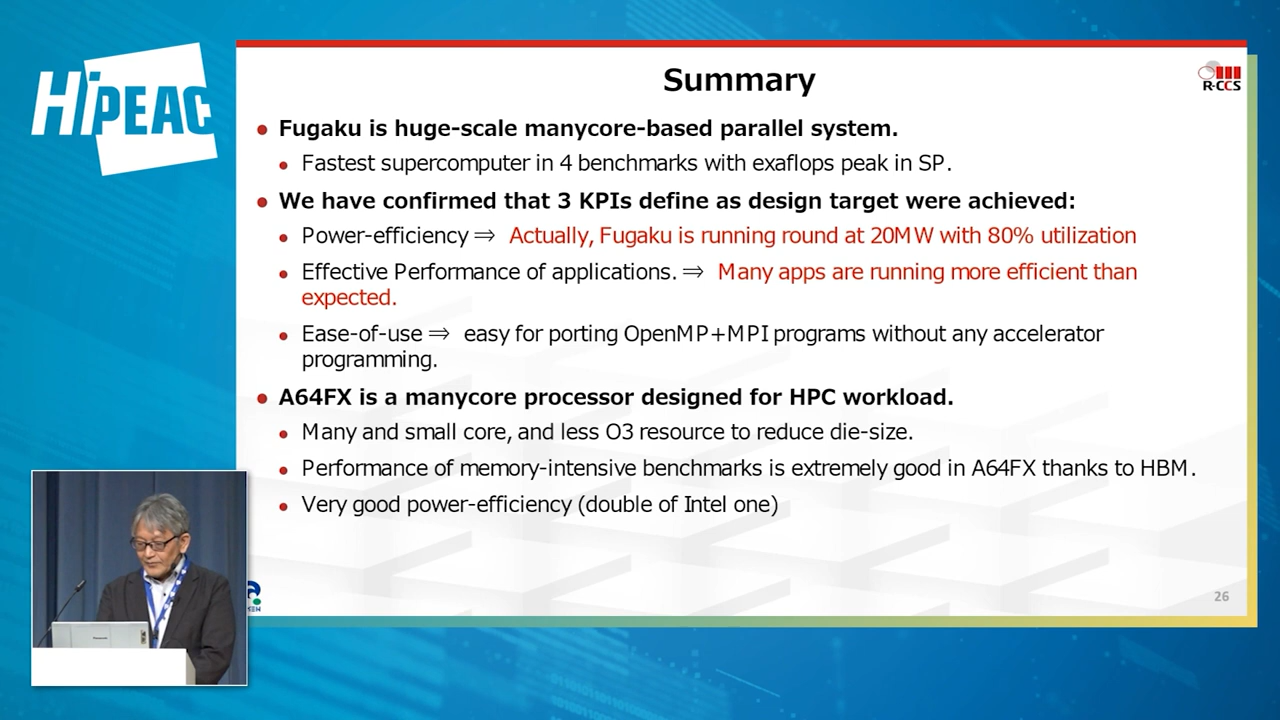 HiPEAC
Summary
R-CCS
• Fugaku is huge-scale manycore-based parallel system.
• Fastest supercomputer in 4 benchmarks with exaflops peak in SP.
• We have confirmed that 3 KPIs define as design target were achieved:
• Power-efficiency ⇒ Actually, Fugaku is running round at 20MW with 80% utilization
• Effective Performance of applications. ⇒ Many apps are running more efficient than
expected.
• Ease-of-use ⇒ easy for porting OpenMP+MPI programs without any accelerator
programming.
• A64FX is a manycore processor designed for HPC workload.
• Many and small core, and less O3 resource to reduce die-size.
• Performance of memory-intensive benchmarks is extremely good in A64FX thanks to HBM.
• Very good power-efficiency (double of Intel one)
26